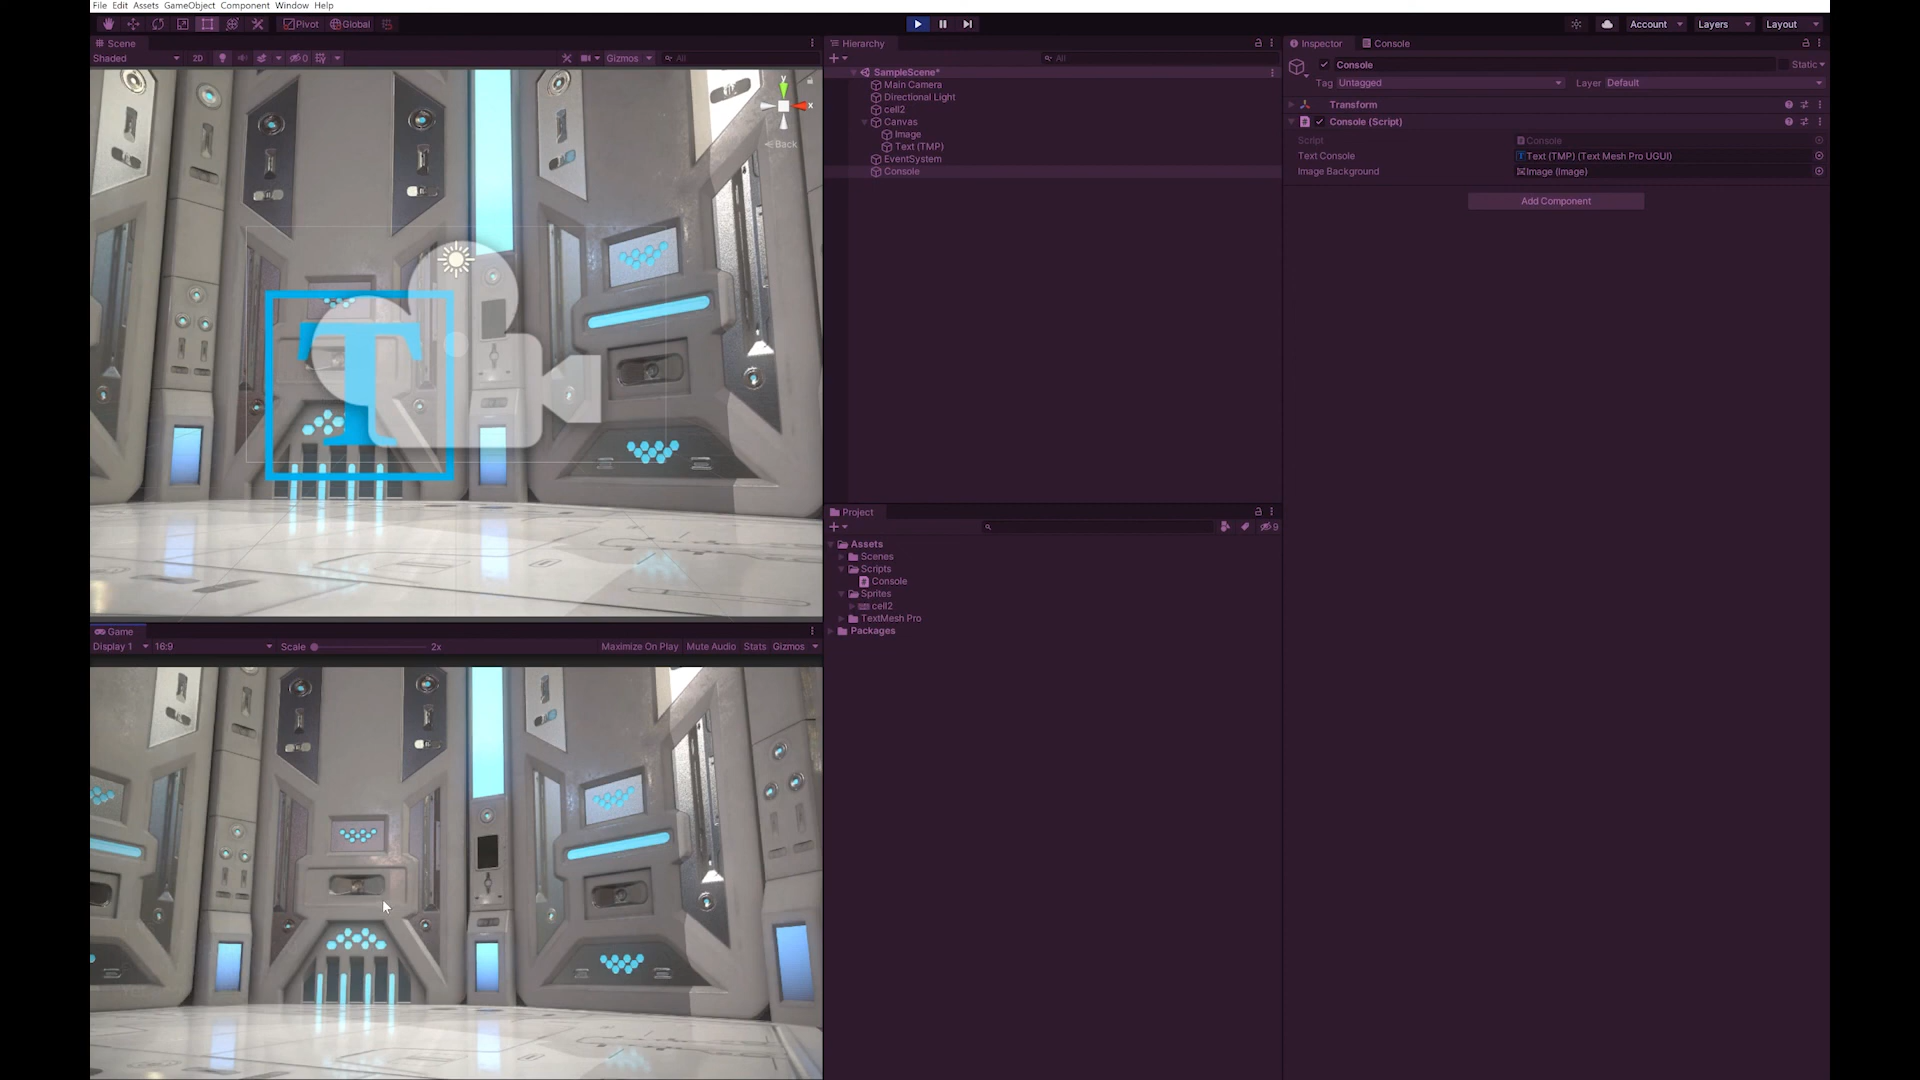 File Edit Assets GameObject Component Window Help
Pivot Global Account Layers Layout
Scene
Shaded 2D 0 Gizmos All
y
x
Back
Game
Display 1 16:9 Scale 2x Maximize On Play Mute Audio Stats Gizmos
Hierarchy
All
SampleScene*
Main Camera
Directional Light
cell2
Canvas
Image
Text (TMP)
EventSystem
Console
Project
9
Assets
Scenes
Scripts
Console
Sprites
cell2
TextMesh Pro
Packages
Inspector Console
Console Static
Tag Untagged Layer Default
Transform
Console (Script)
Script Console
Text Console Text (TMP) (Text Mesh Pro UGUI)
Image Background Image (Image)
Add Component
T